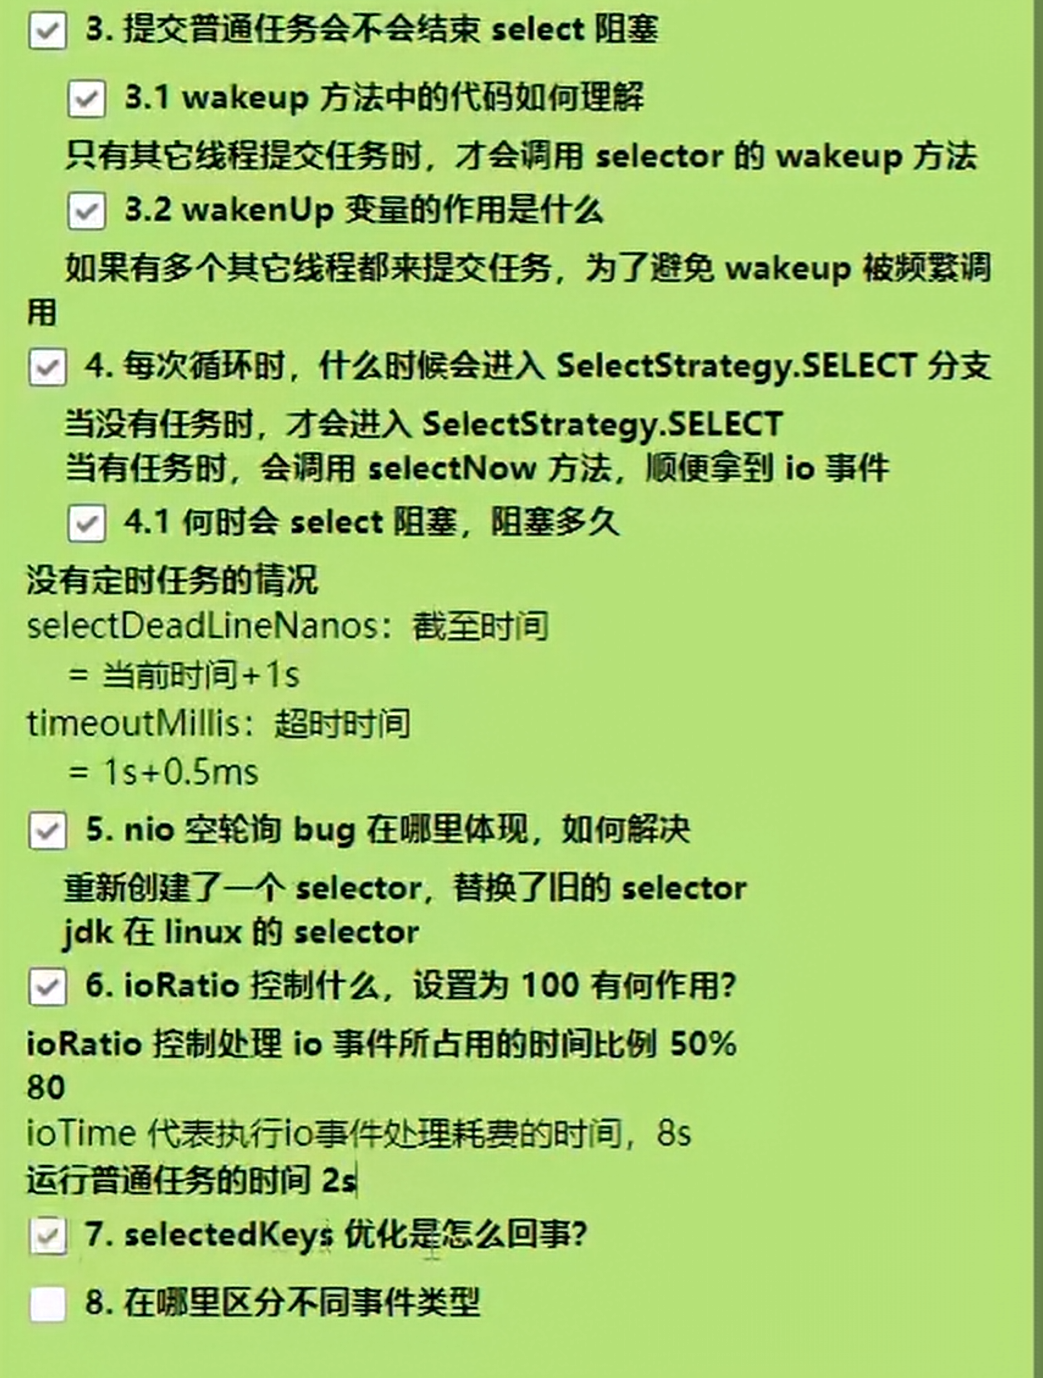 3. 提交普通任务会不会结束 select 阻塞
3.1 wakeup 方法中的代码如何理解
只有其它线程提交任务时，才会调用 selector 的 wakeup 方法
3.2 wakenUp 变量的作用是什么
如果有多个其它线程都来提交任务，为了避免 wakeup 被频繁调
用
4. 每次循环时，什么时候会进入 SelectStrategy.SELECT 分支
当没有任务时，才会进入 SelectStrategy.SELECT
当有任务时，会调用 selectNow 方法，顺便拿到 io 事件
4.1 何时会 select 阻塞，阻塞多久
没有定时任务的情况
selectDeadLineNanos：截至时间
= 当前时间+1s
timeoutMillis：超时时间
= 1s+0.5ms
5. nio 空轮询 bug 在哪里体现，如何解决
重新创建了一个 selector，替换了旧的 selector
jdk 在 linux 的 selector
6. ioRatio 控制什么，设置为 100 有何作用？
ioRatio 控制处理 io 事件所占用的时间比例 50%
80
ioTime 代表执行io事件处理耗费的时间，8s
运行普通任务的时间 2s
7. selectedKeys 优化是怎么回事？
8. 在哪里区分不同事件类型